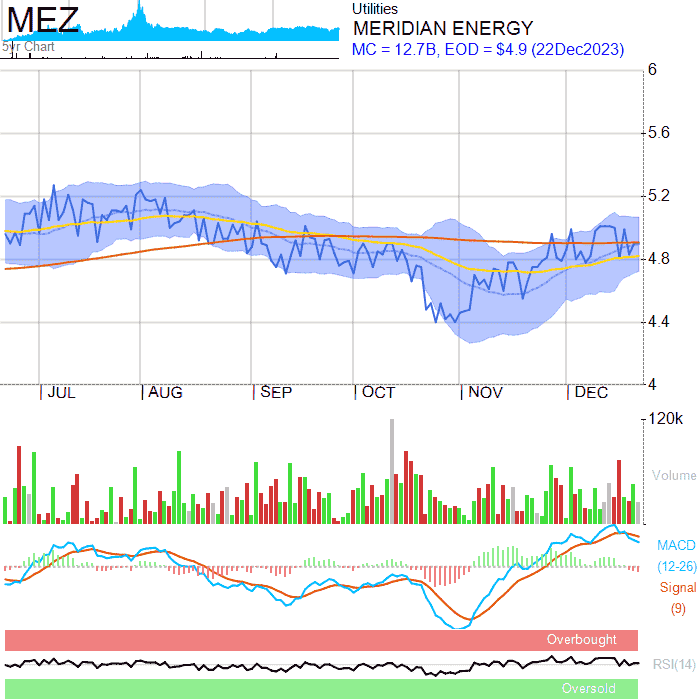 MEZ
5yr Chart
Utilities
MERIDIAN ENERGY
MC = 12.7B, EOD = $4.9 (22Dec2023)
6
5.6
5.2
4.8
4.4
4
JUL AUG SEP OCT NOV DEC
120k
Volume
MACD
(12-26)
Signal
(9)
Overbought
RSI(14)
Oversold